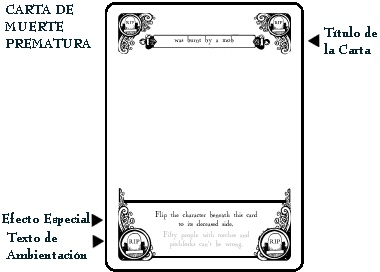 CARTA DE
MUERTE
PREMATURA
RIP
RIP
was burnt by a mob
Título de
la Carta
Efecto Especial
Flip the character beneath this card
to its deceased side.
Texto de
Ambientación
Fifty people with torches and
pitchforks can't be wrong.
RIP
RIP